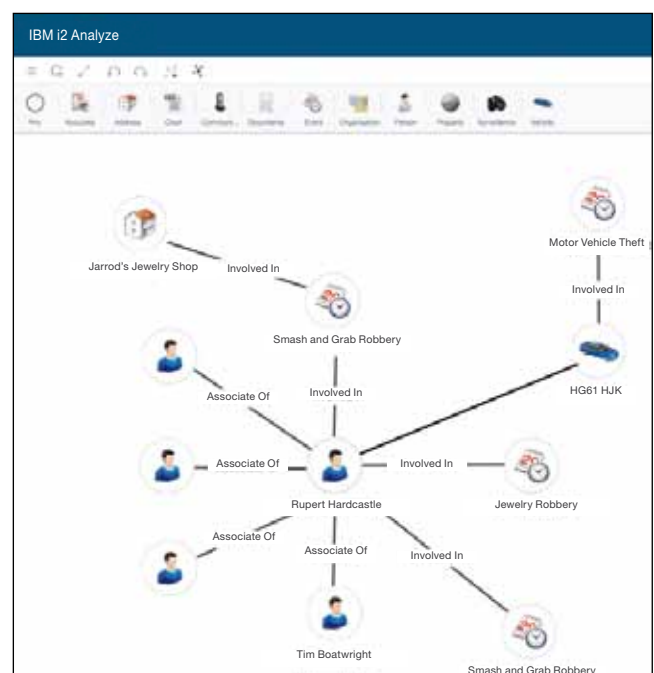 IBM i2 Analyze
Motor Vehicle Theft
Jarrod's Jewelry Shop
Involved In
Involved In
Smash and Grab Robbery
HG61 HJK
Associate Of
Involved In
Associate Of
Involved In
Rupert Hardcastle
Jewelry Robbery
Associate Of
Associate Of
Involved In
Tim Boatwright
Smash and Grab Robbery